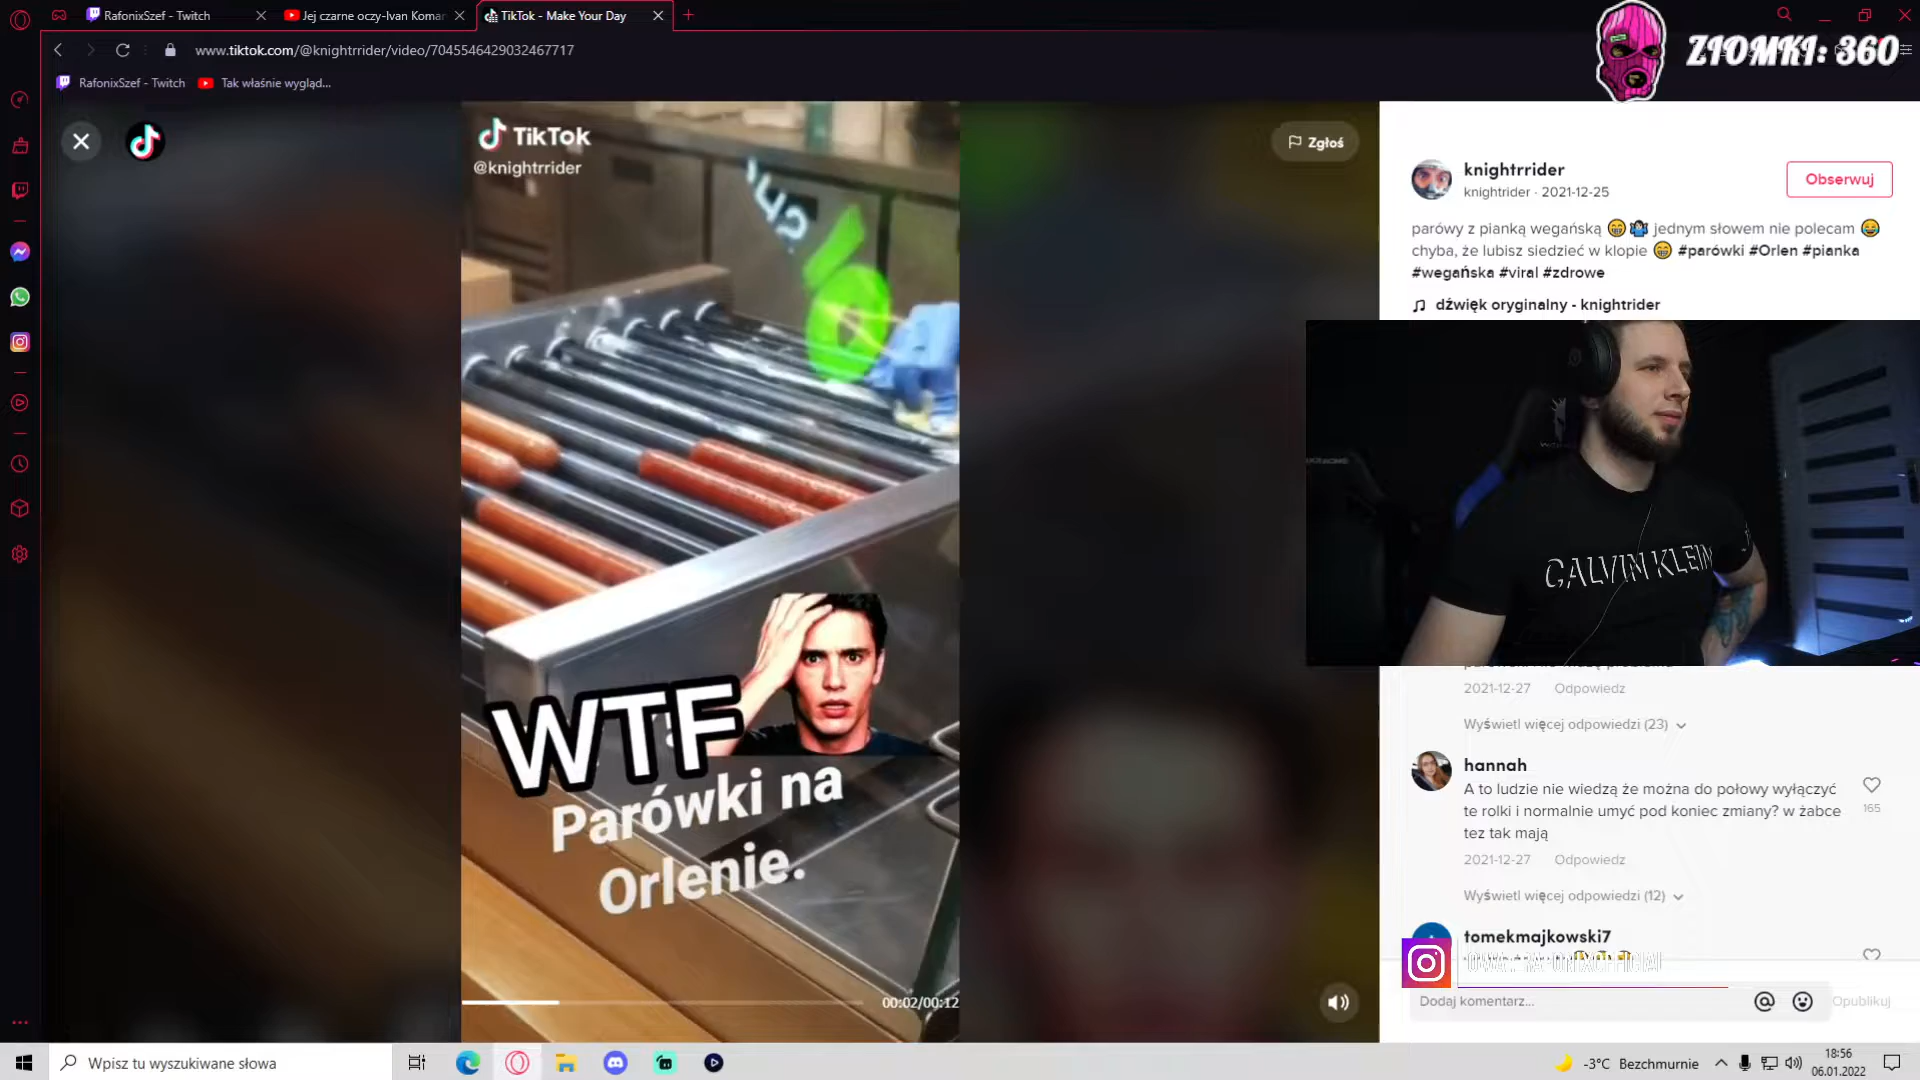 RafonixSzef - Twitch
Jej czarne oczy-Ivan Komar
TikTok - Make Your Day
www.tiktok.com/@knightrrider/video/7045546429032467717
RafonixSzef - Twitch
Tak właśnie wygląd...
ZIOMKI: 360
TikTok
@knightrrider
Zgłoś
knightrrider
knightrider · 2021-12-25
Obserwuj
parówy z pianką wegańską 😁🤷 jednym słowem nie polecam 😂
chyba, że lubisz siedzieć w klopie 😁 #parówki #Orlen #pianka
#wegańska #viral #zdrowe
dźwięk oryginalny - knightrider
CALVIN KLEIN
WTF
Parówki na
Orlenie.
00:02/00:12
2021-12-27 Odpowiedz
Wyświetl więcej odpowiedzi (23)
hannah
A to ludzie nie wiedzą że można do połowy wyłączyć
te rolki i normalnie umyć pod koniec zmiany? w żabce
tez tak mają
165
2021-12-27 Odpowiedz
Wyświetl więcej odpowiedzi (12)
tomekmajkowski7
Dodaj komentarz...
Opublikuj
Wpisz tu wyszukiwane słowa
-3°C Bezchmurnie
18:56
06.01.2022